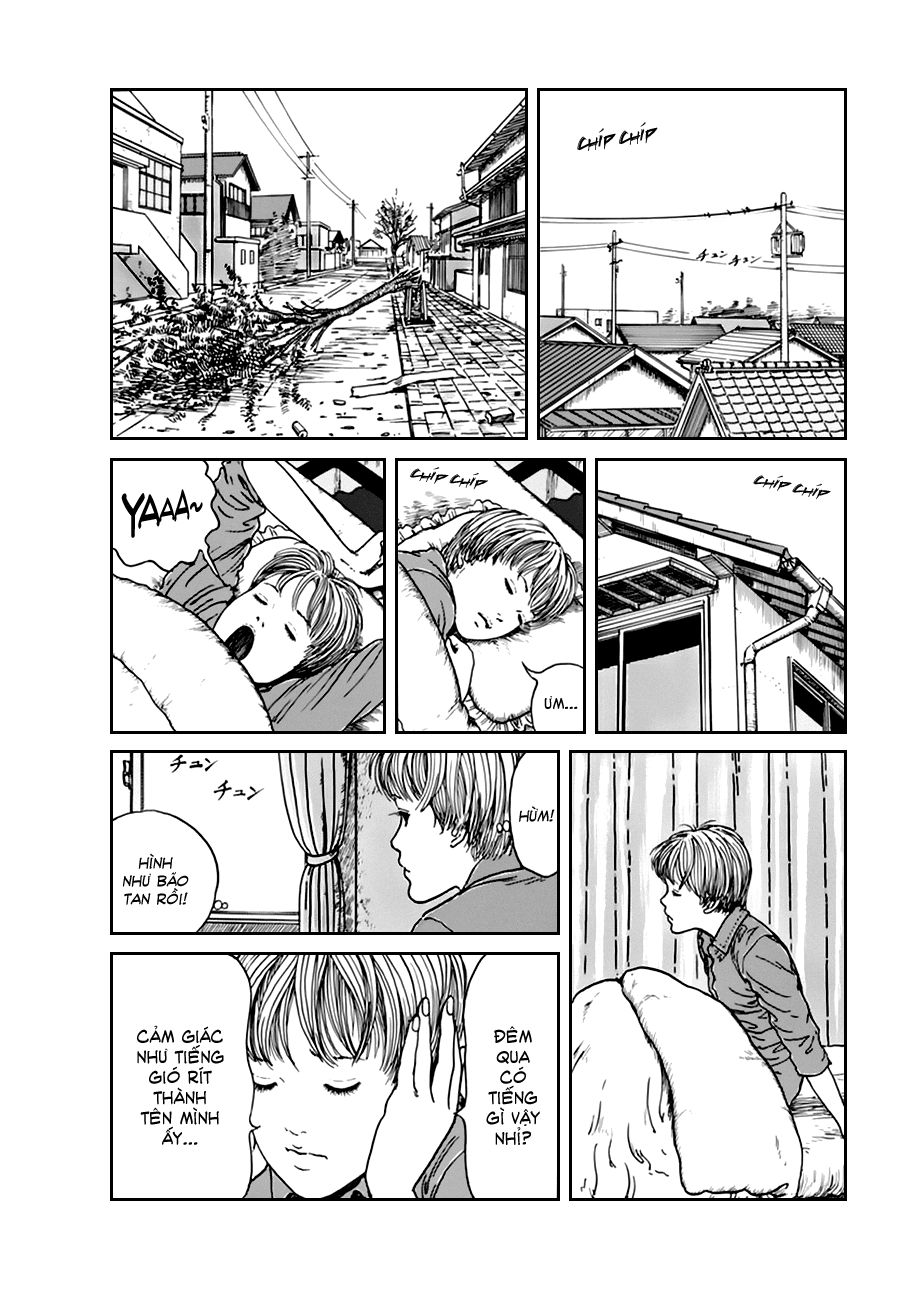 CHÍP CHÍP
チュン
チュン
CHÍP CHÍP
CHÍP CHÍP
ƯM...
YAAA~
HỪM!
チュン
チュン
HÌNH
NHƯ BÃO
TAN RỒI!
ĐÊM
QUA
CÓ
TIẾNG
GÌ VẬY
NHỈ?
CẢM GIÁC
NHƯ TIẾNG
GIÓ RÍT
THÀNH
TÊN MÌNH
ẤY...